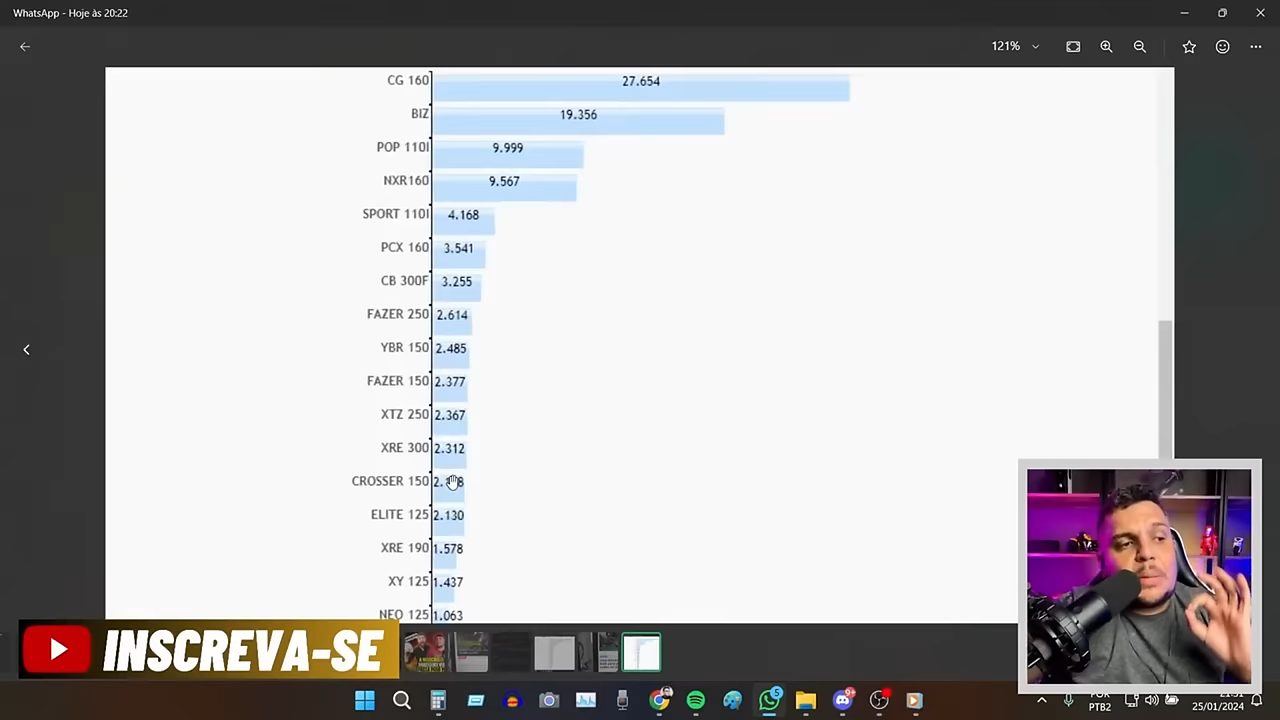 WhatsApp - Hoje às 20:22
121%
CG 160 27.654
BIZ 19.356
POP 110I 9.999
NXR160 9.567
SPORT 110I 4.168
PCX 160 3.541
CB 300F 3.255
FAZER 250 2.614
YBR 150 2.485
FAZER 150 2.377
XTZ 250 2.367
XRE 300 2.312
CROSSER 150
ELITE 125 2.130
XRE 190 1.578
XY 125 1.437
NEO 125 1.063
INSCREVA-SE
5
9+
POR
PTB2
25/01/2024